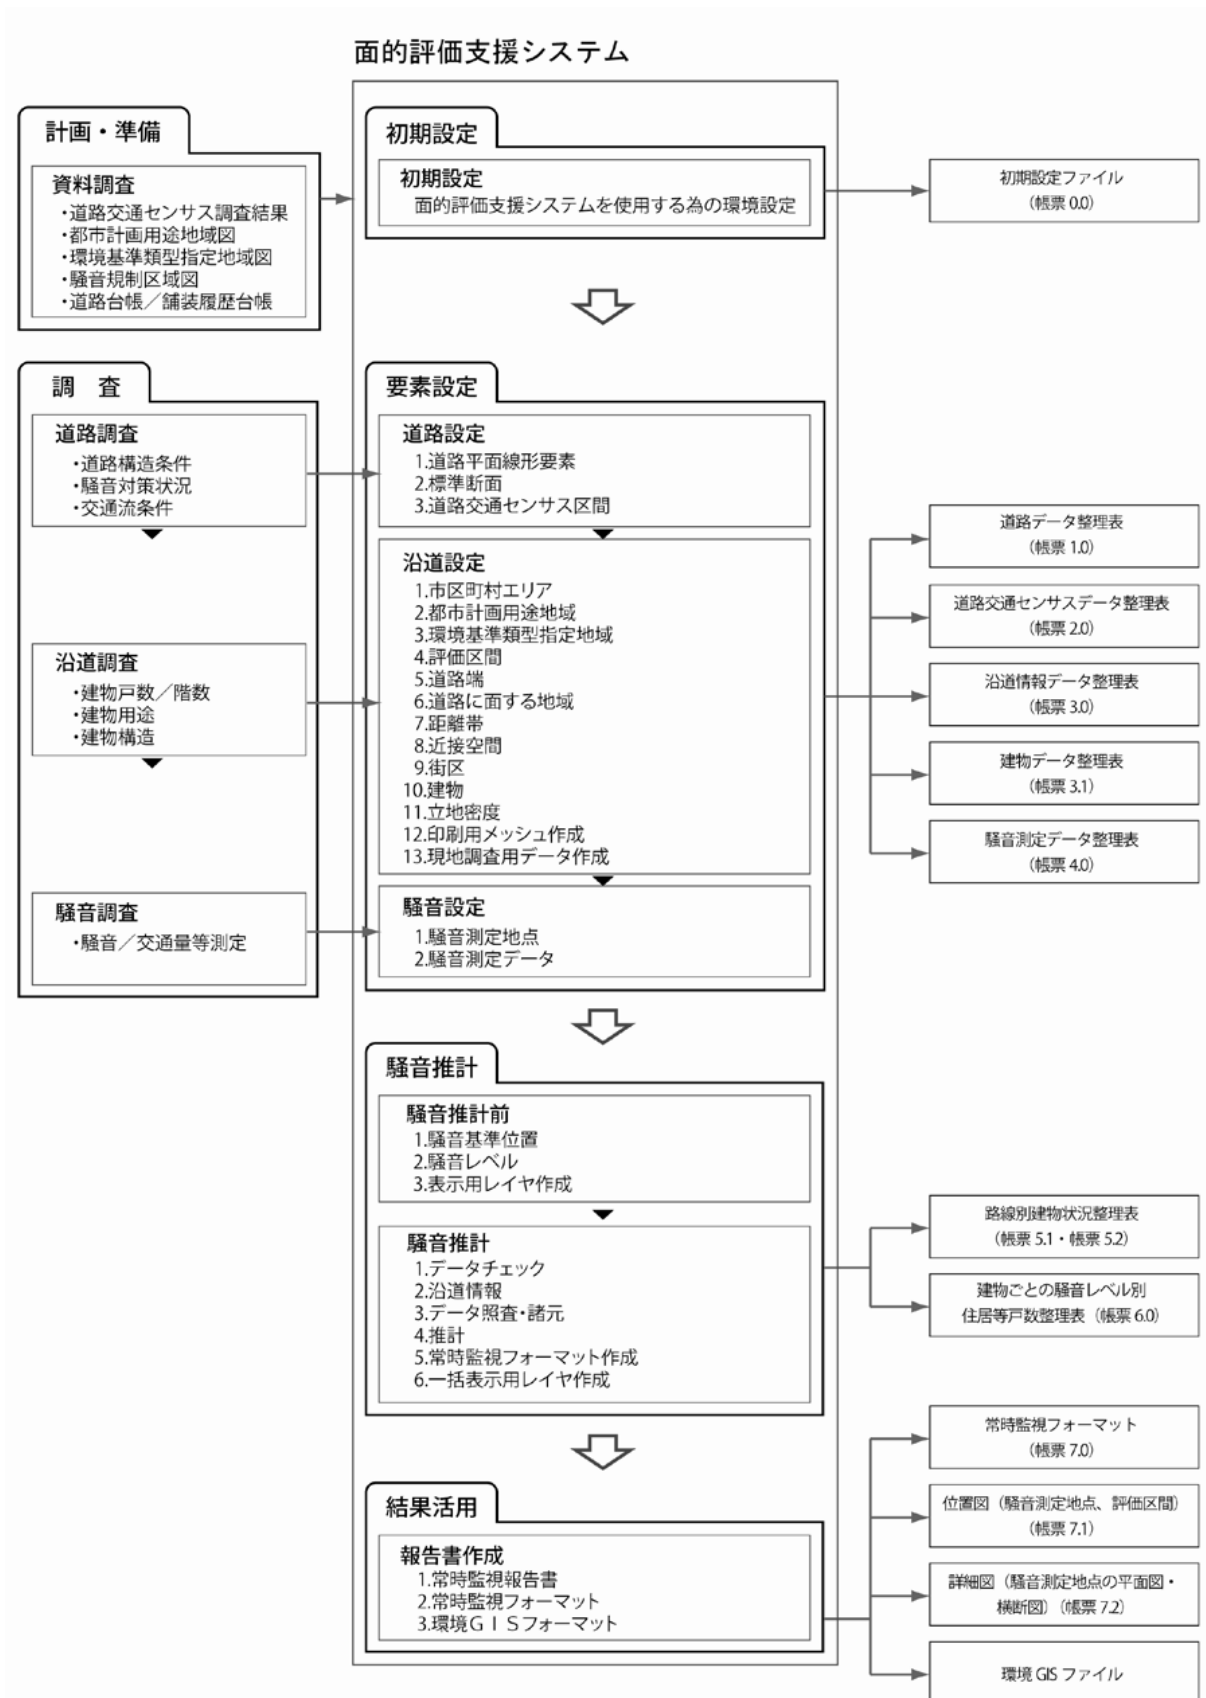 面的評価支援システム
計画・準備
資料調査
・道路交通センサス調査結果
・都市計画用途地域図
・環境基準類型指定地域図
・騒音規制区域図
・道路台帳／舗装履歴台帳
初期設定
初期設定
面的評価支援システムを使用する為の環境設定
初期設定ファイル
（帳票 0.0）
調　査
道路調査
・道路構造条件
・騒音対策状況
・交通流条件
沿道調査
・建物戸数／階数
・建物用途
・建物構造
騒音調査
・騒音／交通量等測定
要素設定
道路設定
1.道路平面線形要素
2.標準断面
3.道路交通センサス区間
沿道設定
1.市区町村エリア
2.都市計画用途地域
3.環境基準類型指定地域
4.評価区間
5.道路端
6.道路に面する地域
7.距離帯
8.近接空間
9.街区
10.建物
11.立地密度
12.印刷用メッシュ作成
13.現地調査用データ作成
騒音設定
1.騒音測定地点
2.騒音測定データ
道路データ整理表
（帳票 1.0）
道路交通センサスデータ整理表
（帳票 2.0）
沿道情報データ整理表
（帳票 3.0）
建物データ整理表
（帳票 3.1）
騒音測定データ整理表
（帳票 4.0）
騒音推計
騒音推計前
1.騒音基準位置
2.騒音レベル
3.表示用レイヤ作成
騒音推計
1.データチェック
2.沿道情報
3.データ照査・諸元
4.推計
5.常時監視フォーマット作成
6.一括表示用レイヤ作成
路線別建物状況整理表
（帳票 5.1・帳票 5.2）
建物ごとの騒音レベル別
住居等戸数整理表（帳票 6.0）
結果活用
報告書作成
1.常時監視報告書
2.常時監視フォーマット
3.環境ＧＩＳフォーマット
常時監視フォーマット
（帳票 7.0）
位置図（騒音測定地点、評価区間）
（帳票 7.1）
詳細図（騒音測定地点の平面図・
横断図）（帳票 7.2）
環境 GIS ファイル